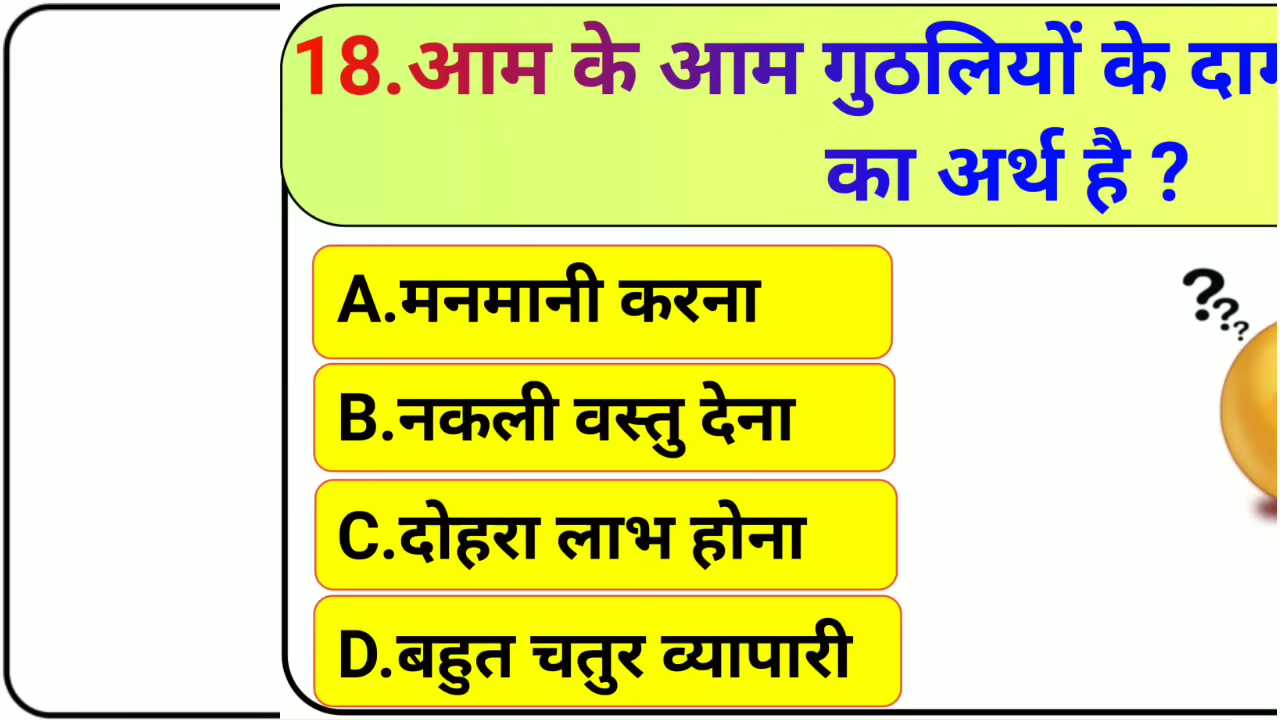 18.आम के आम गुठलियों के
का अर्थ है ?
???
A.मनमानी करना
B.नकली वस्तु देना
C.दोहरा लाभ होना
D.बहुत चतुर व्यापारी